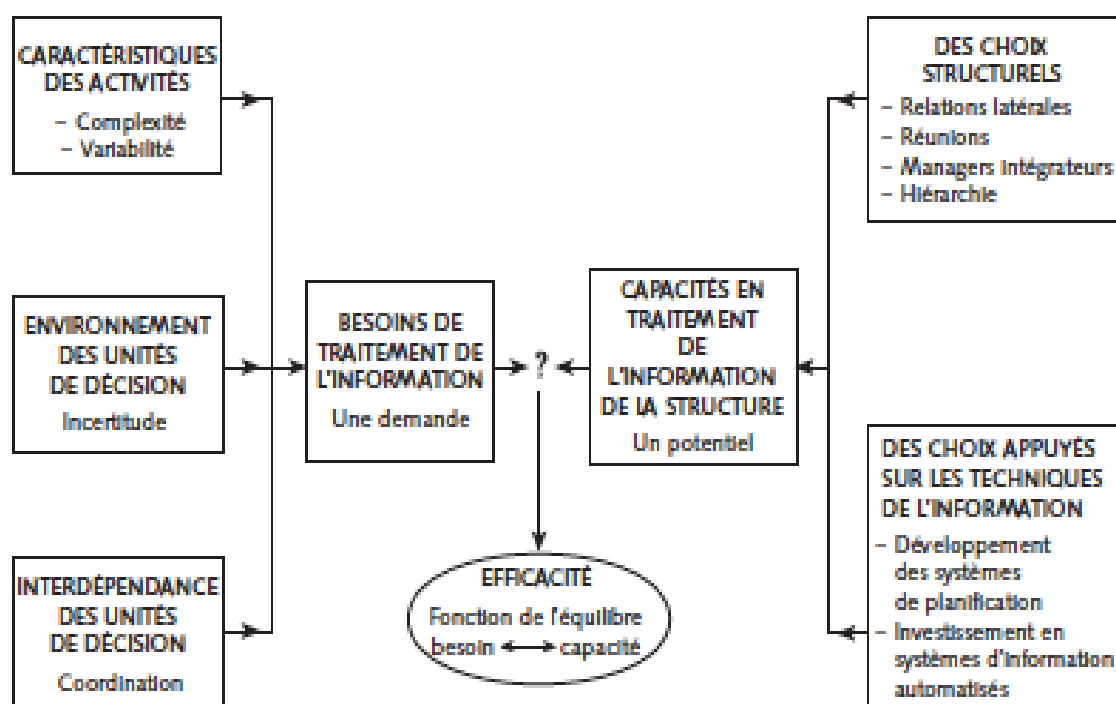 CARACTÉRISTIQUES
DES ACTIVITÉS
– Complexité
– Variabilité
ENVIRONNEMENT
DES UNITÉS
DE DÉCISION
Incertitude
INTERDÉPENDANCE
DES UNITÉS
DE DÉCISION
Coordination
BESOINS DE
TRAITEMENT DE
L'INFORMATION
Une demande
?
CAPACITÉS EN
TRAITEMENT
DE
L'INFORMATION
DE LA STRUCTURE
Un potentiel
EFFICACITÉ
Fonction de l'équilibre
besoin ↔ capacité
DES CHOIX
STRUCTURELS
– Relations latérales
– Réunions
– Managers intégrateurs
– Hiérarchie
DES CHOIX APPUYÉS
SUR LES TECHNIQUES
DE L'INFORMATION
– Développement
des systèmes
de planification
– Investissement en
systèmes d'information
automatisés